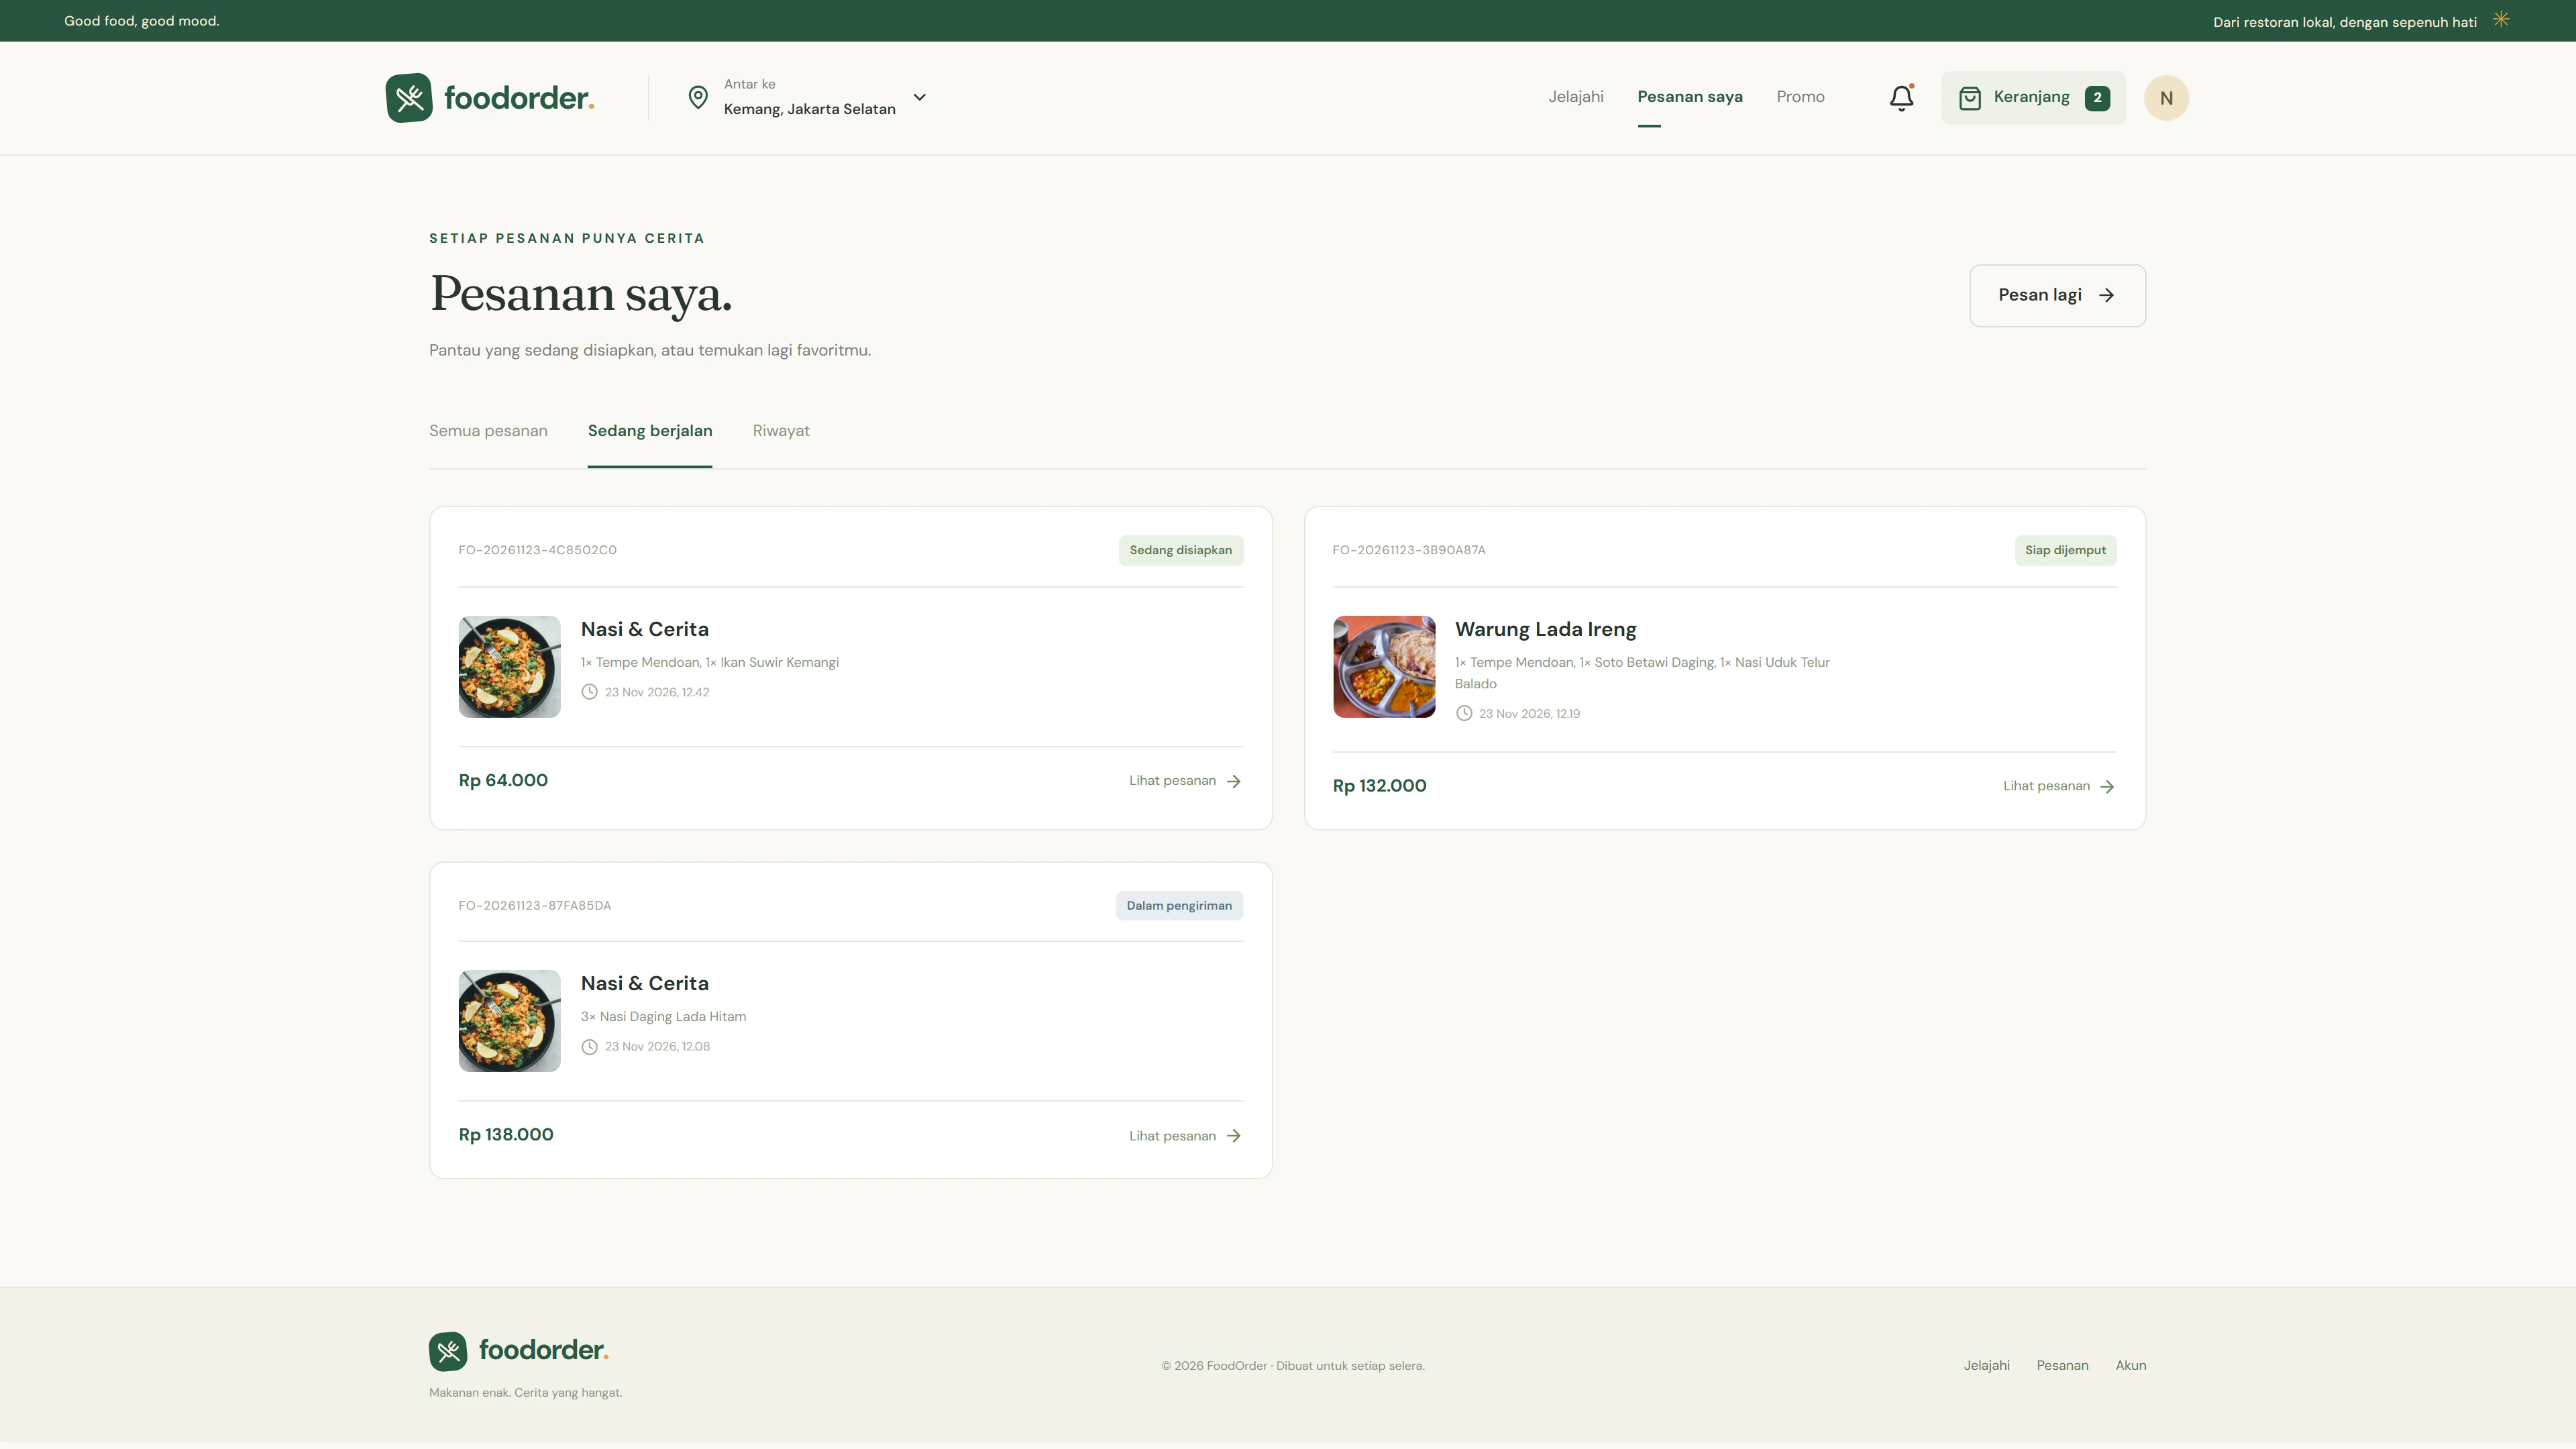 Good food, good mood.
Dari restoran lokal, dengan sepenuh hati
foodorder.
Antar ke
Kemang, Jakarta Selatan
Jelajahi
Pesanan saya
Promo
Keranjang
2
N
SETIAP PESANAN PUNYA CERITA
Pesanan saya.
Pantau yang sedang disiapkan, atau temukan lagi favoritmu.
Pesan lagi
Semua pesanan
Sedang berjalan
Riwayat
FO-20261123-4C8502C0
Sedang disiapkan
Nasi & Cerita
1× Tempe Mendoan, 1× Ikan Suwir Kemangi
23 Nov 2026, 12.42
Rp 64.000
Lihat pesanan
FO-20261123-3B90A87A
Siap dijemput
Warung Lada Ireng
1× Tempe Mendoan, 1× Soto Betawi Daging, 1× Nasi Uduk Telur
Balado
23 Nov 2026, 12.19
Rp 132.000
Lihat pesanan
FO-20261123-87FA85DA
Dalam pengiriman
Nasi & Cerita
3× Nasi Daging Lada Hitam
23 Nov 2026, 12.08
Rp 138.000
Lihat pesanan
foodorder.
Makanan enak. Cerita yang hangat.
© 2026 FoodOrder · Dibuat untuk setiap selera.
Jelajahi
Pesanan
Akun